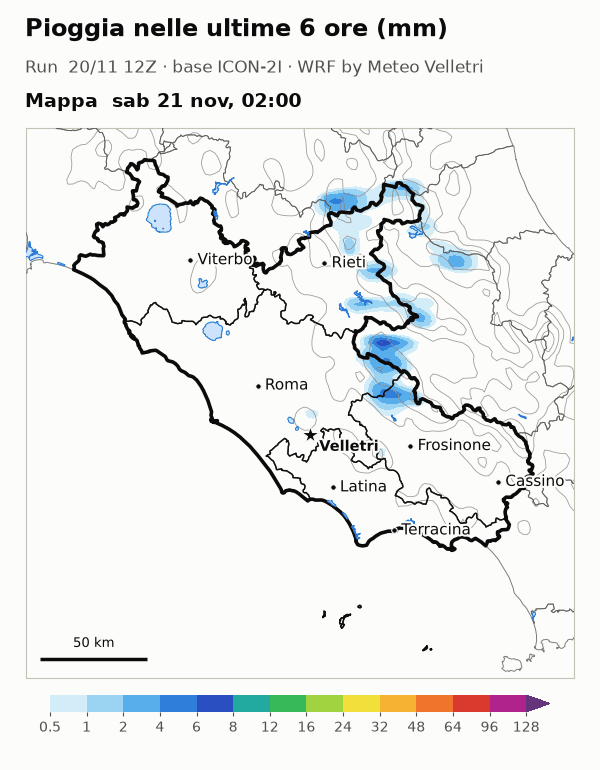 Pioggia nelle ultime 6 ore (mm)
Run  20/11 12Z · base ICON-2I · WRF by Meteo Velletri
Mappa  sab 21 nov, 02:00
Viterbo
Rieti
Roma
Velletri
Frosinone
Latina
Cassino
Terracina
50 km
0.5 1 2 4 6 8 12 16 24 32 48 64 96 128